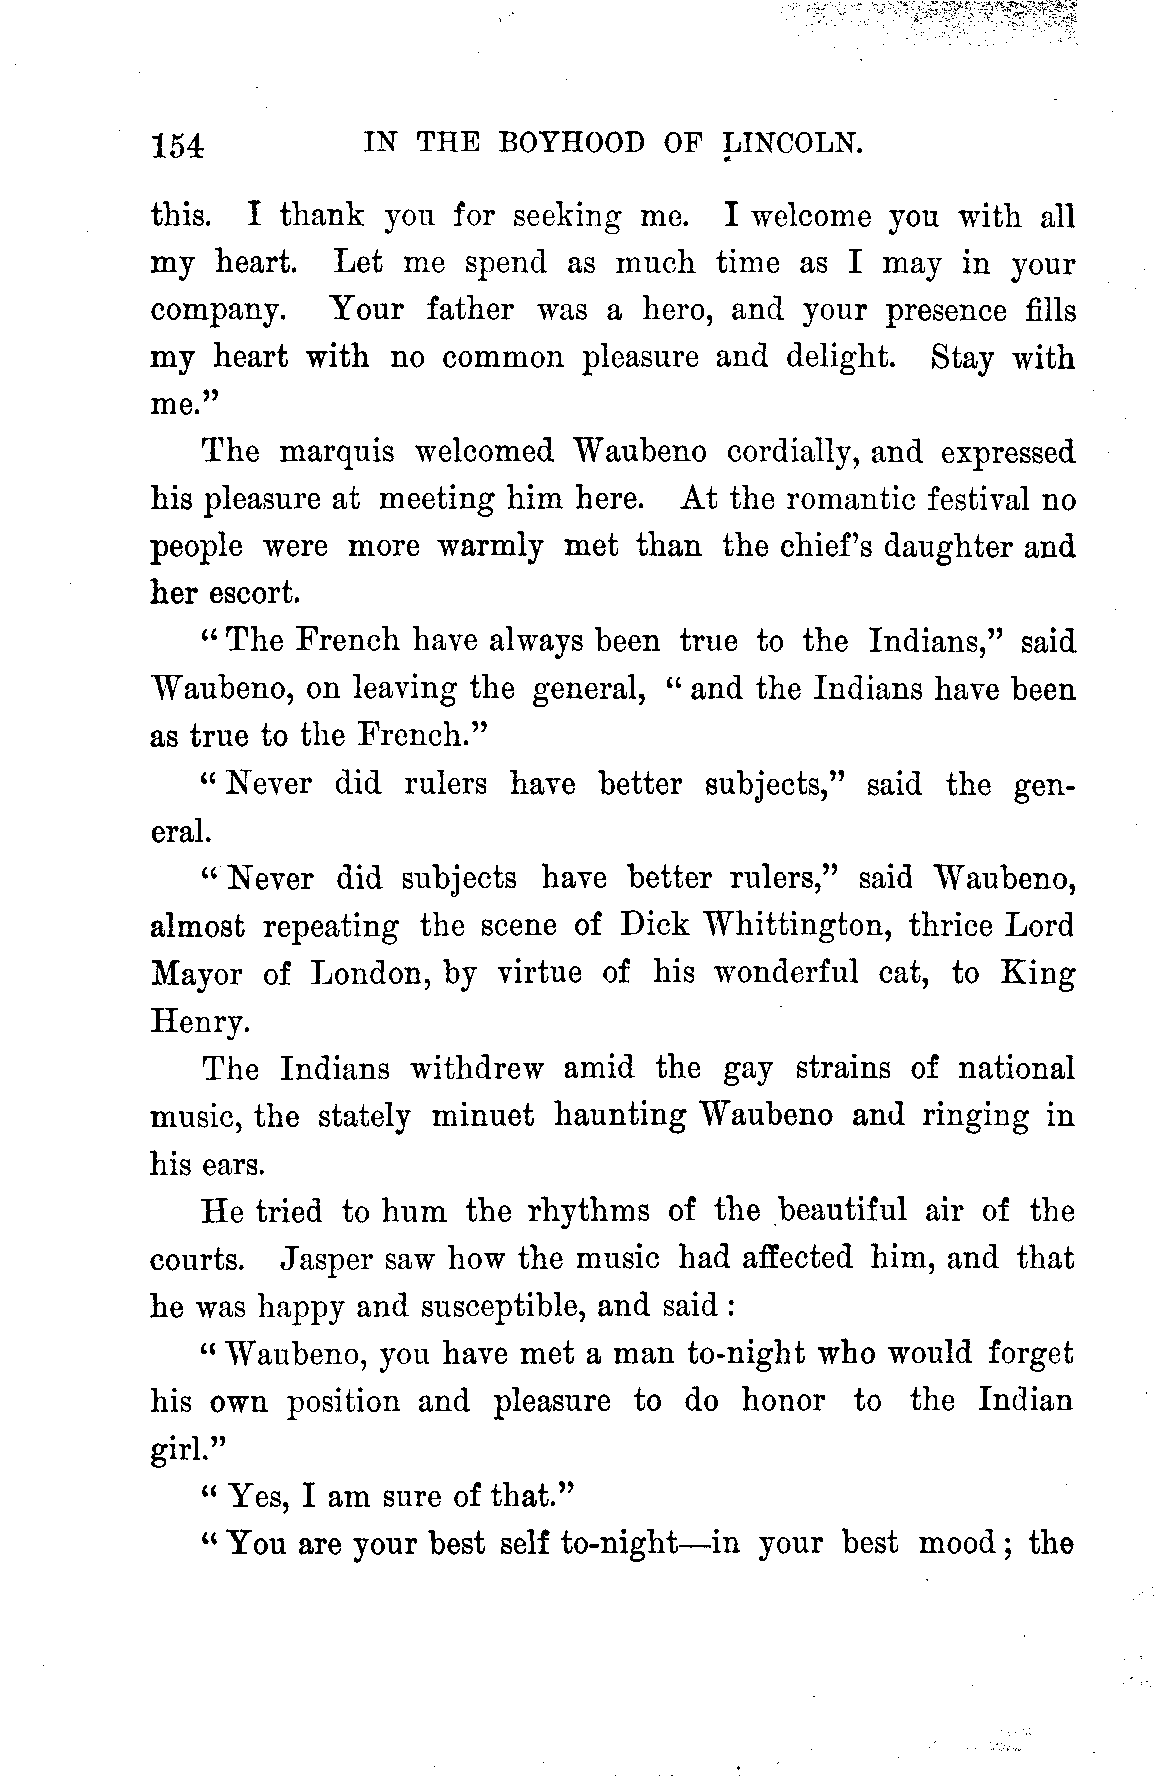 154 IN THE BOYHOOD OF LINCOLN.
this. I thank you for seeking me. I welcome you with all
my heart. Let me spend as much time as I may in your
company. Your father was a hero, and your presence fills
my heart with no common pleasure and delight. Stay with
me.”
The marquis welcomed Waubeno cordially, and expressed
his pleasure at meeting him here. At the romantic festival no
people were more warmly met than the chief’s daughter and
her escort.
“The French have always been true to the Indians,” said
Waubeno, on leaving the general, “and the Indians have been
as true to the French.”
“Never did rulers have better subjects,” said the gen-
eral.
“Never did subjects have better rulers,” said Waubeno,
almost repeating the scene of Dick Whittington, thrice Lord
Mayor of London, by virtue of his wonderful cat, to King
Henry.
The Indians withdrew amid the gay strains of national
music, the stately minuet haunting Waubeno and ringing in
his ears.
He tried to hum the rhythms of the beautiful air of the
courts. Jasper saw how the music had affected him, and that
he was happy and susceptible, and said:
“Waubeno, you have met a man to-night who would forget
his own position and pleasure to do honor to the Indian
girl.”
“Yes, I am sure of that.”
“You are your best self to-night—in your best mood; the